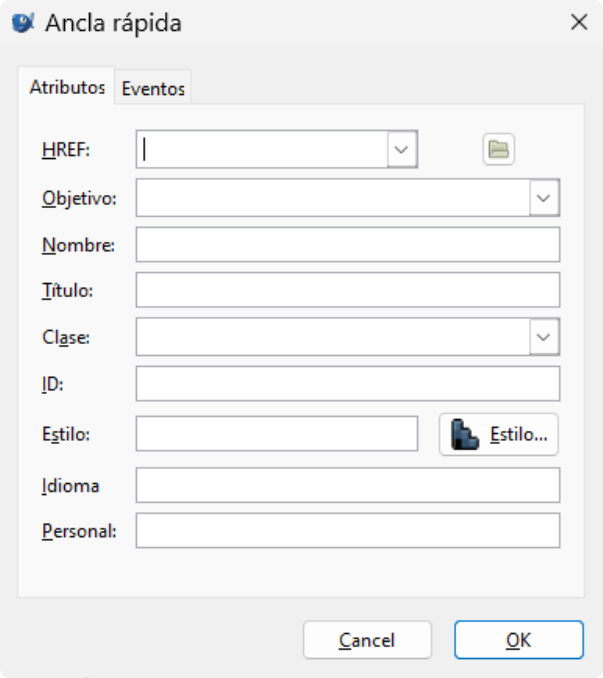 Ancla rápida
Atributos Eventos
HREF:
Objetivo:
Nombre:
Título:
Clase:
ID:
Estilo: Estilo...
Idioma
Personal:
Cancel OK